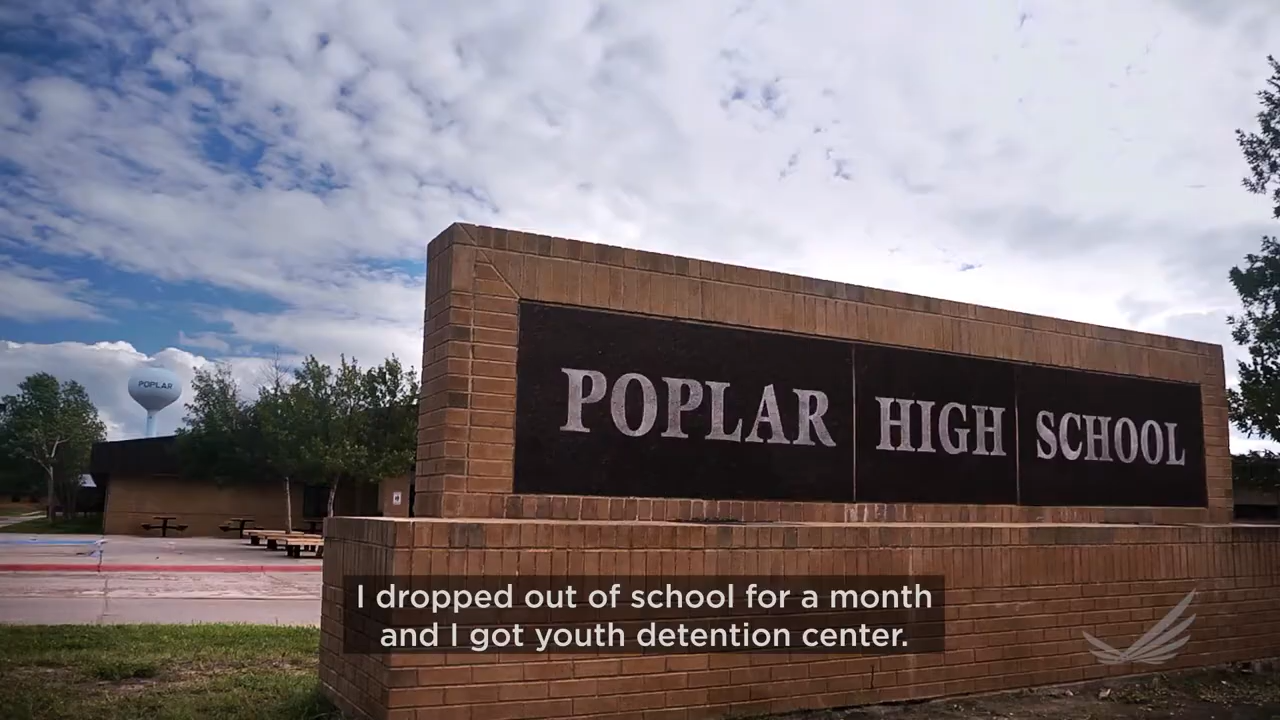 POPLAR
POPLAR HIGH SCHOOL
I dropped out of school for a month
and I got youth detention center.